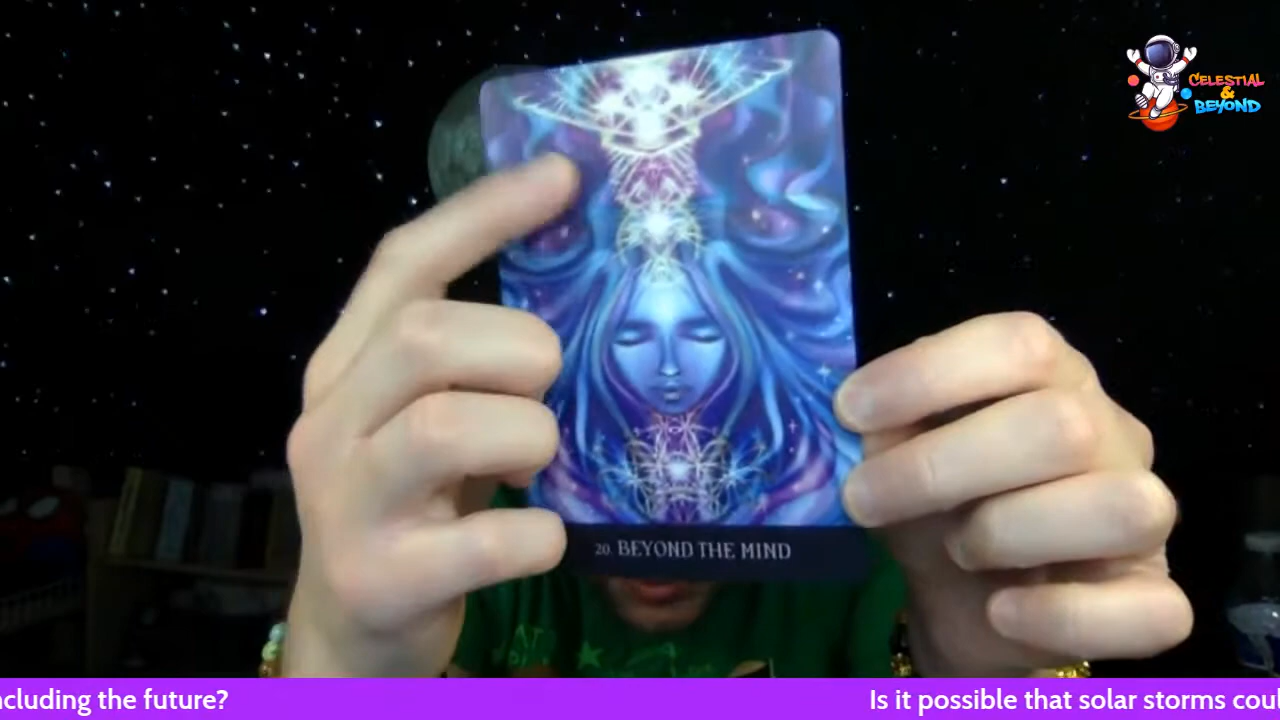 CELESTIAL
&
BEYOND
20. BEYOND THE MIND
ncluding the future?
Is it possible that solar storms coul